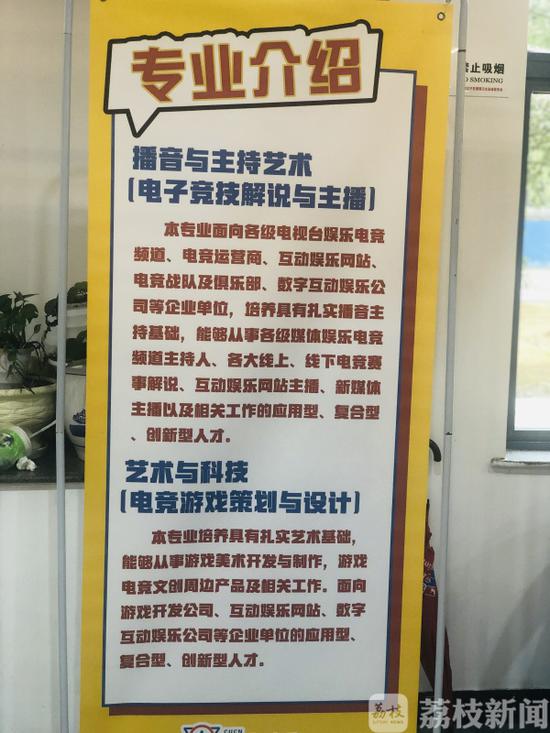 专业介绍
禁止吸烟
NO SMOKING
播音与主持艺术
(电子竞技解说与主播)
本专业面向各级电视台娱乐电竞
频道、电竞运营商、互动娱乐网站、
电竞战队及俱乐部、数字互动娱乐公
司等企业单位，培养具有扎实播音主
持基础，能够从事各级媒体娱乐电竞
频道主持人、各大线上、线下电竞赛
事解说、互动娱乐网站主播、新媒体
主播以及相关工作的应用型、复合型
、创新型人才。
艺术与科技
(电竞游戏策划与设计)
本专业培养具有扎实艺术基础，
能够从事游戏美术开发与制作，游戏
电竞文创周边产品及相关工作。面向
游戏开发公司、互动娱乐网站、数字
互动娱乐公司等企业单位的应用型、
复合型、创新型人才。
CUCN
荔枝
荔枝新闻